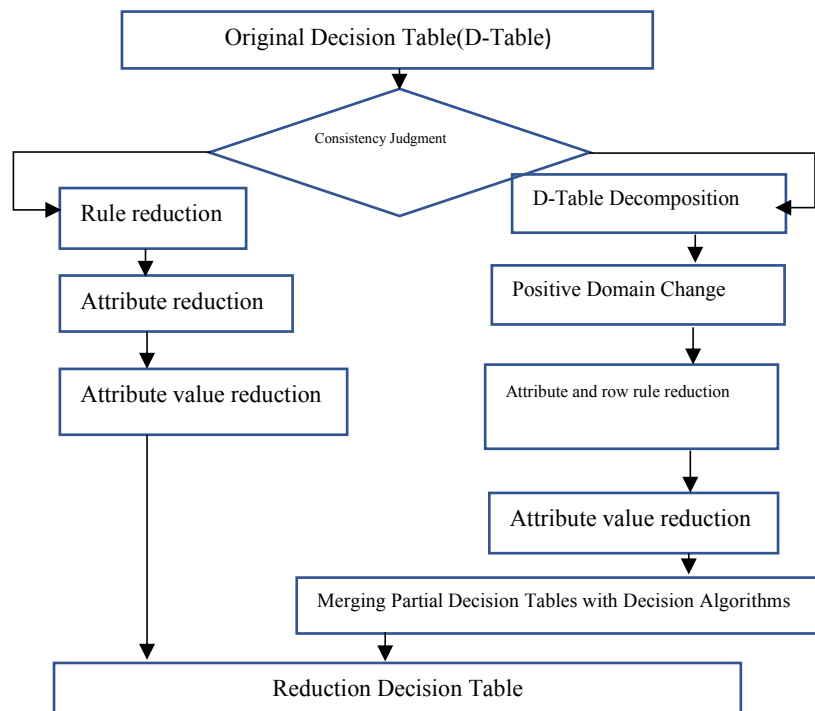 Original Decision Table(D-Table)
Consistency Judgment
Rule reduction
Attribute reduction
Attribute value reduction
D-Table Decomposition
Positive Domain Change
Attribute and row rule reduction
Attribute value reduction
Merging Partial Decision Tables with Decision Algorithms
Reduction Decision Table